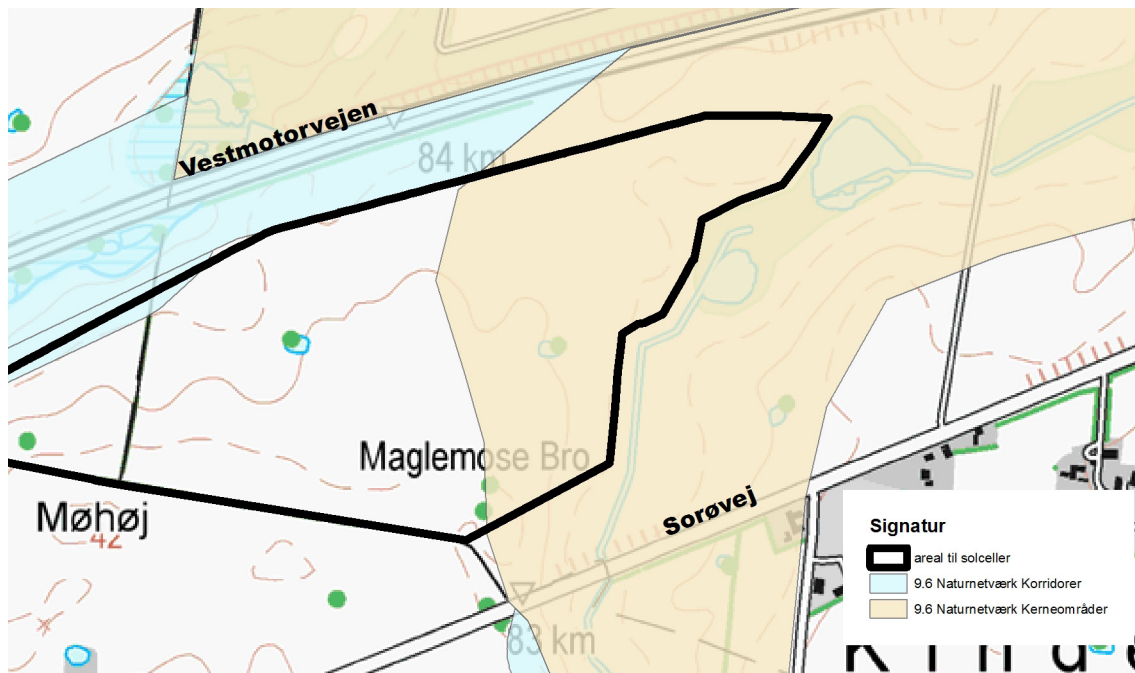 Vestmotorvejen
84 km
Maglemose Bro
Møhøj
42
Sorøvej
83 km
Signatur
areal til solceller
9.6 Naturnetværk Korridorer
9.6 Naturnetværk Kerneområder